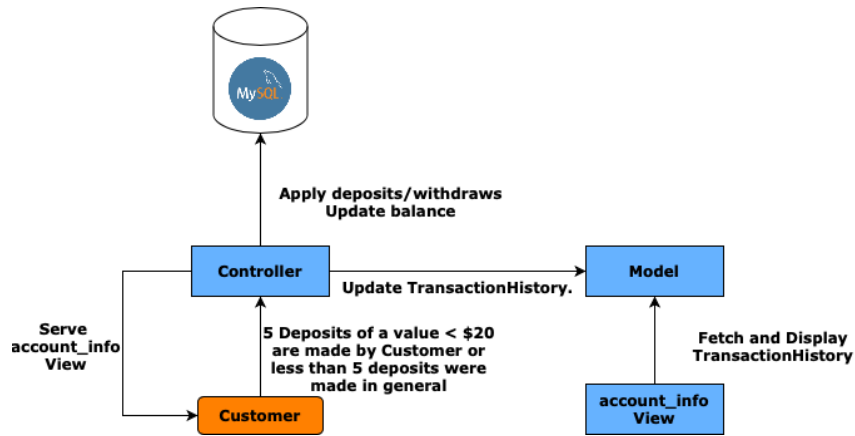 MySQL
Apply deposits/withdraws
Update balance
Controller
Model
Update TransactionHistory.
Serve
account_info
View
5 Deposits of a value < $20
are made by Customer or
less than 5 deposits were
made in general
Fetch and Display
TransactionHistory
Customer
account_info
View